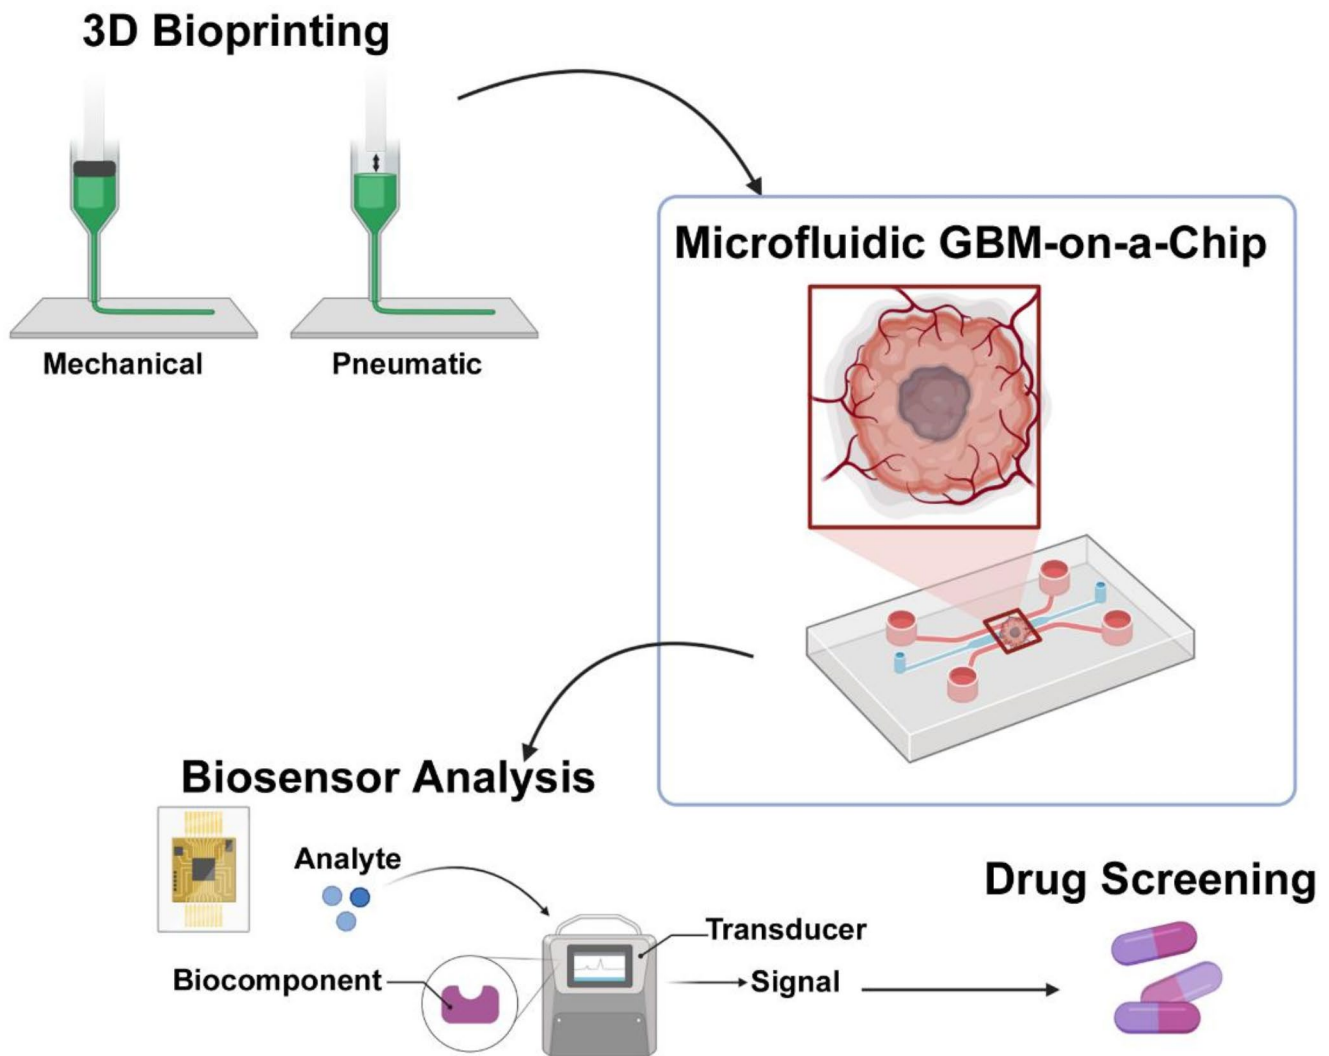 3D Bioprinting
Mechanical
Pneumatic
Microfluidic GBM-on-a-Chip
Biosensor Analysis
Analyte
Biocomponent
Transducer
Signal
Drug Screening